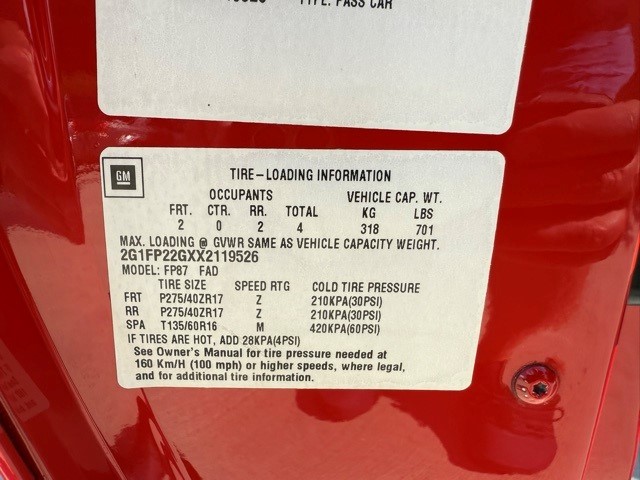 TYPE: PASS CAR
GM
TIRE-LOADING INFORMATION
OCCUPANTS VEHICLE CAP. WT.
FRT. CTR. RR. TOTAL KG LBS
2 0 2 4 318 701
MAX. LOADING @ GVWR SAME AS VEHICLE CAPACITY WEIGHT.
2G1FP22GXX2119526
MODEL: FP87 FAD
TIRE SIZE SPEED RTG COLD TIRE PRESSURE
FRT P275/40ZR17 Z 210KPA(30PSI)
RR P275/40ZR17 Z 210KPA(30PSI)
SPA T135/60R16 M 420KPA(60PSI)
IF TIRES ARE HOT, ADD 28KPA(4PSI)
See Owner's Manual for tire pressure needed at
160 Km/H (100 mph) or higher speeds, where legal,
and for additional tire information.